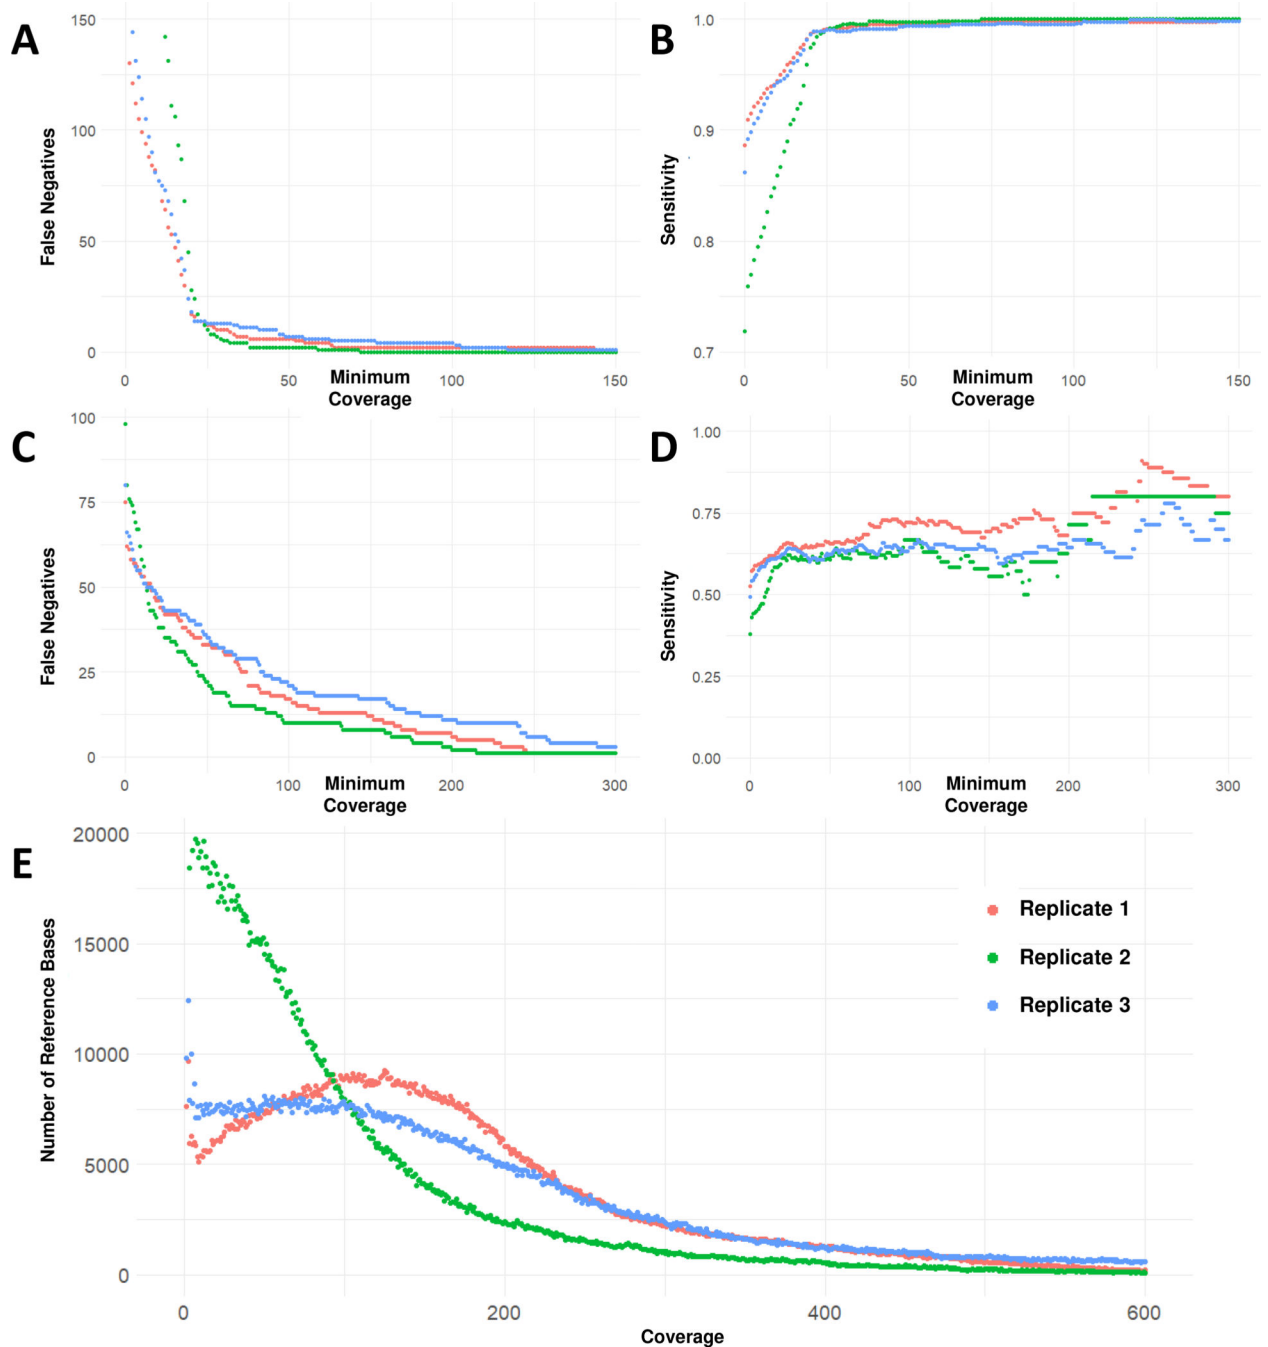 A
150
100
50
0
False Negatives
0
50
100
150
Minimum
Coverage
B
1.0
0.9
0.8
0.7
Sensitivity
0
50
100
150
Minimum
Coverage
C
100
75
50
25
0
False Negatives
0
100
200
300
Minimum
Coverage
D
1.00
0.75
0.50
0.25
0.00
Sensitivity
0
100
200
300
Minimum
Coverage
E
20000
15000
10000
5000
0
Number of Reference Bases
0
200
400
600
Coverage
Replicate 1
Replicate 2
Replicate 3